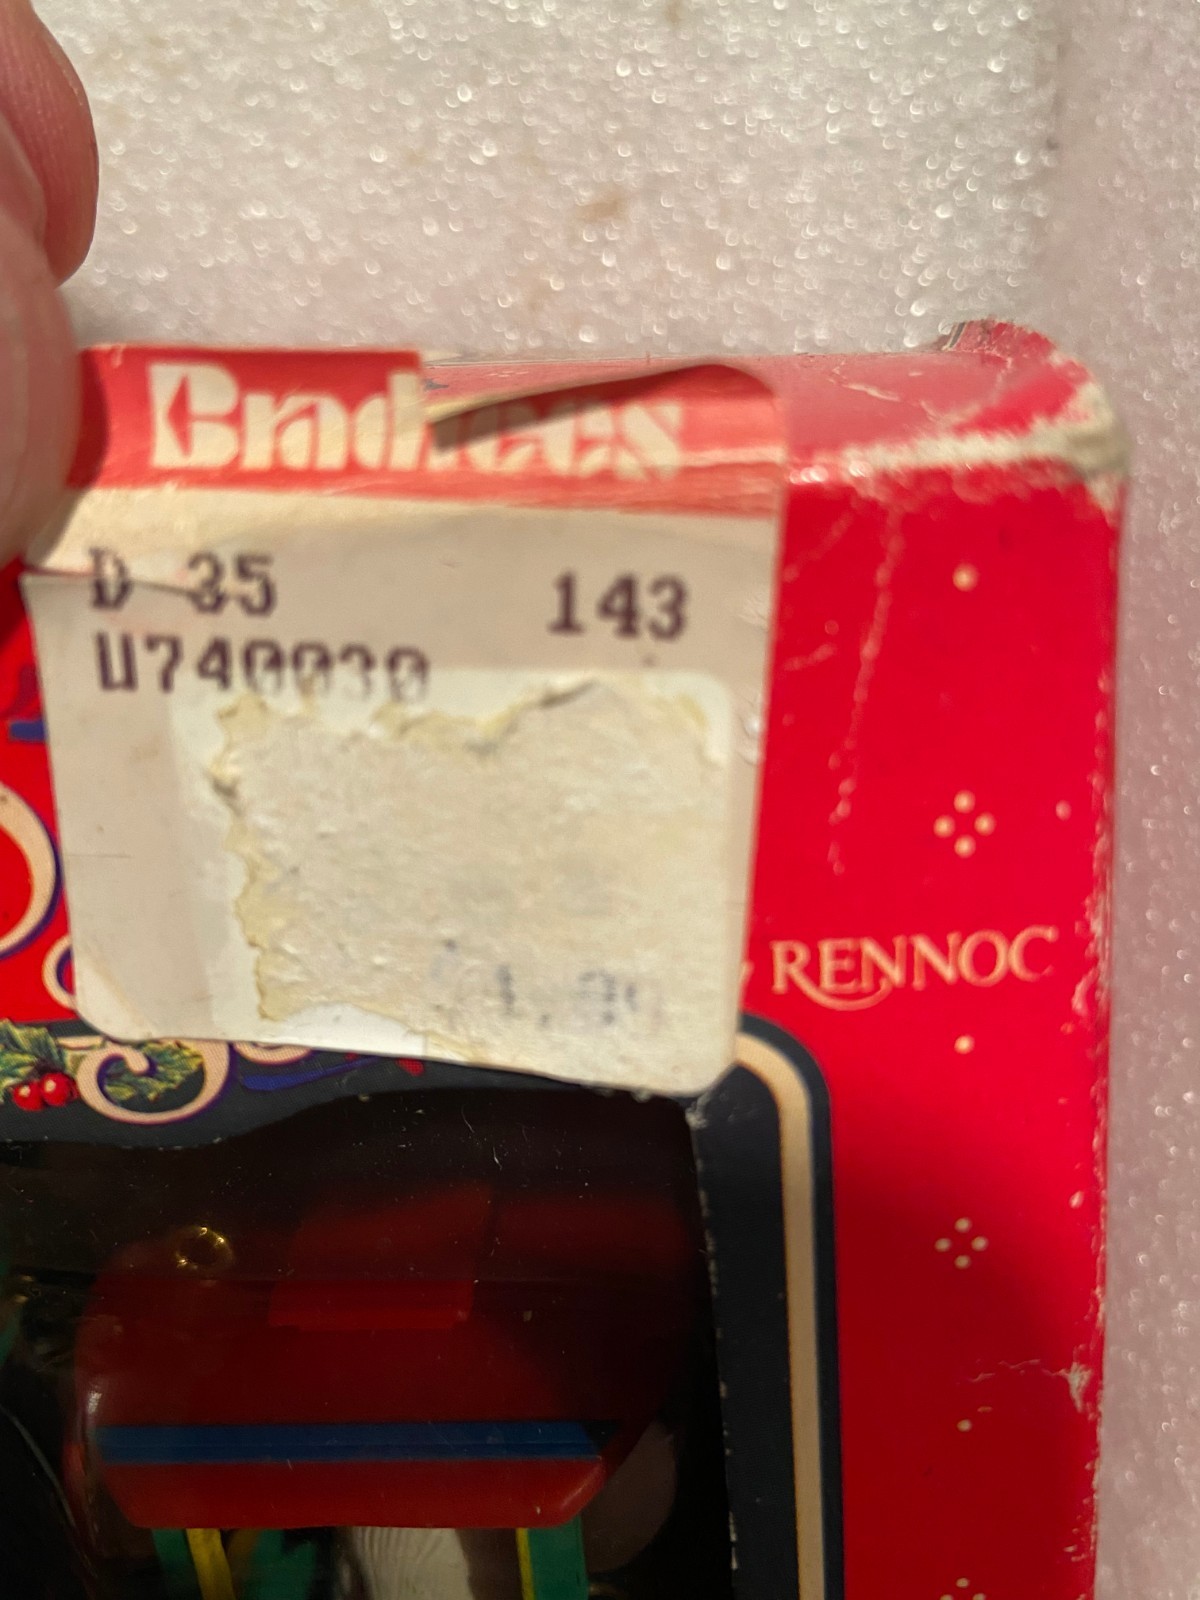 Bradlees
D 35 143
U740030
RENNOC